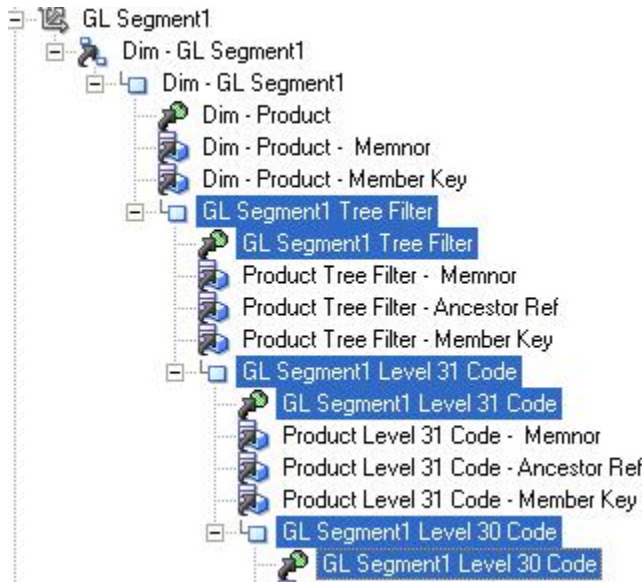 GL Segment1
Dim - GL Segment1
Dim - GL Segment1
Dim - Product
Dim - Product -  Memnor
Dim - Product - Member Key
GL Segment1 Tree Filter
GL Segment1 Tree Filter
Product Tree Filter -  Memnor
Product Tree Filter - Ancestor Ref
Product Tree Filter - Member Key
GL Segment1 Level 31 Code
GL Segment1 Level 31 Code
Product Level 31 Code -  Memnor
Product Level 31 Code - Ancestor Ref
Product Level 31 Code - Member Key
GL Segment1 Level 30 Code
GL Segment1 Level 30 Code